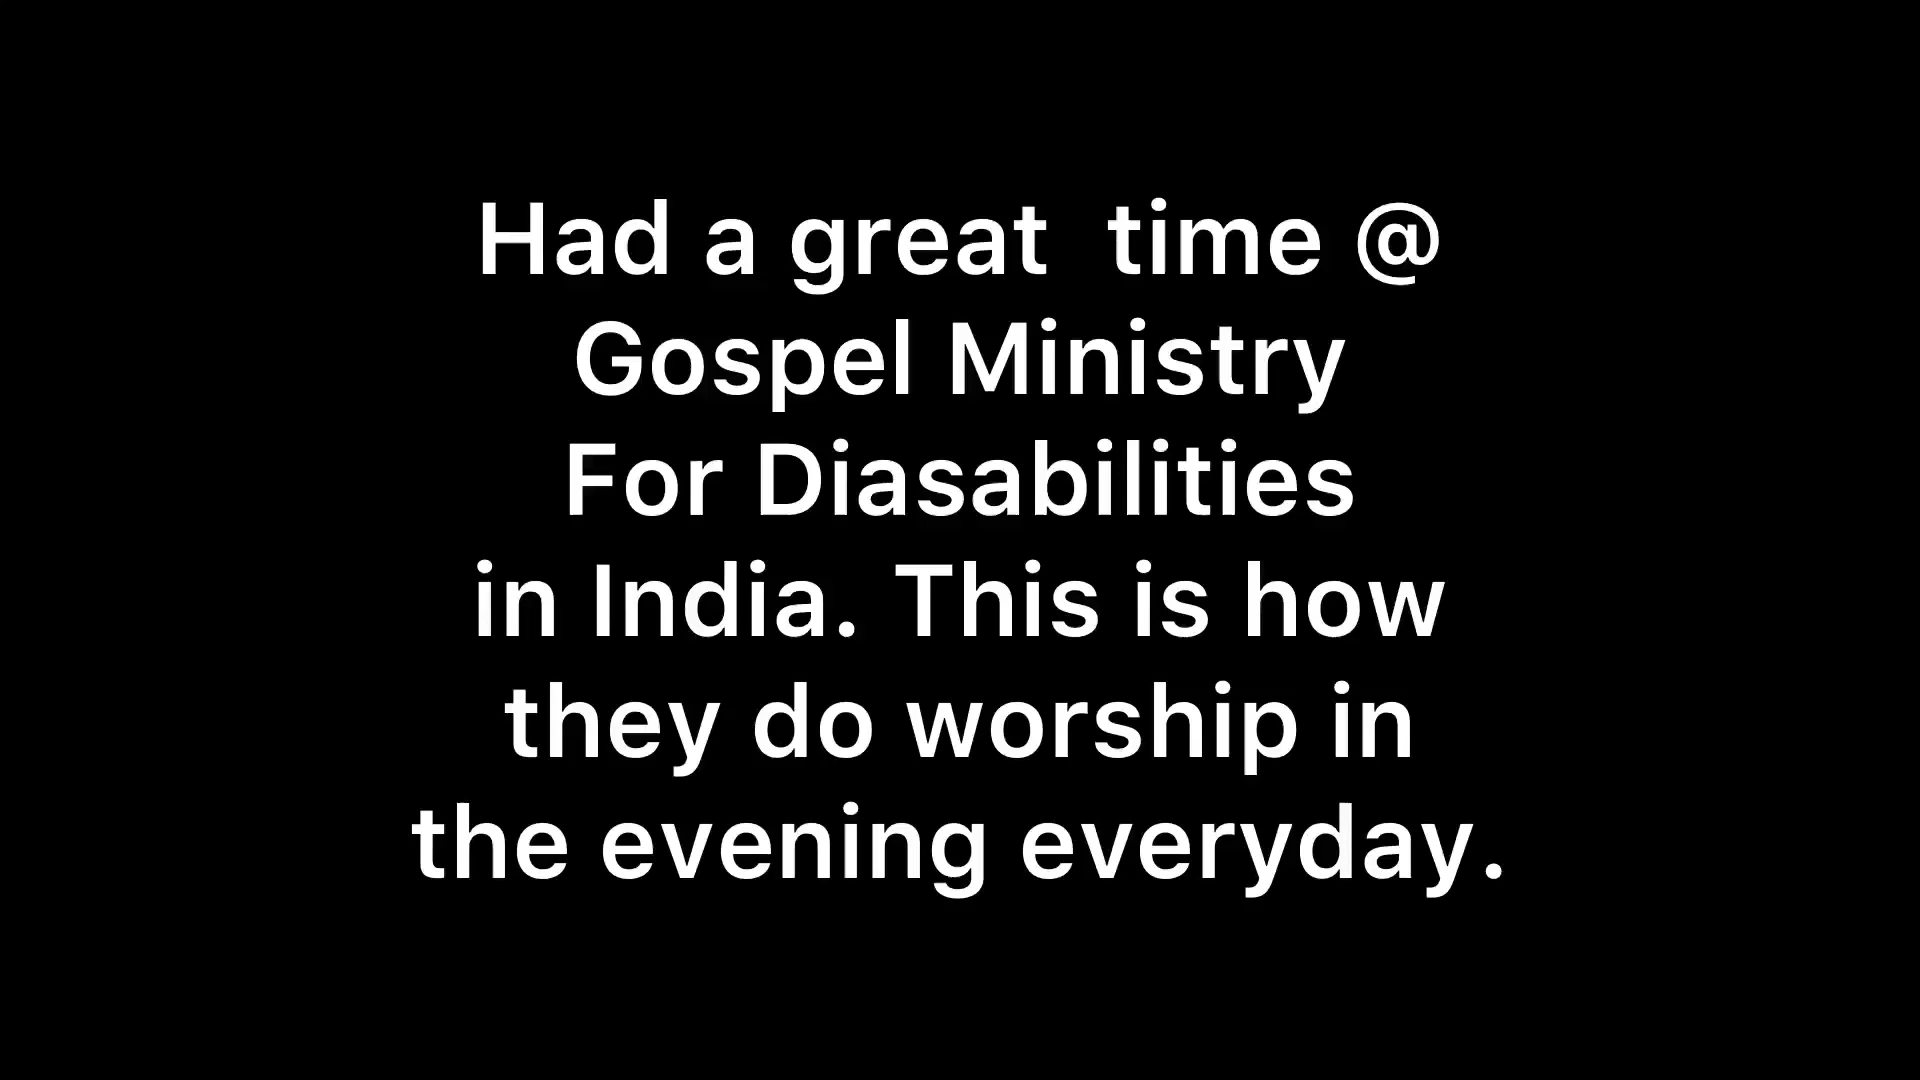 Had a great  time @
Gospel Ministry
For Diasabilities
in India. This is how
they do worship in
the evening everyday.